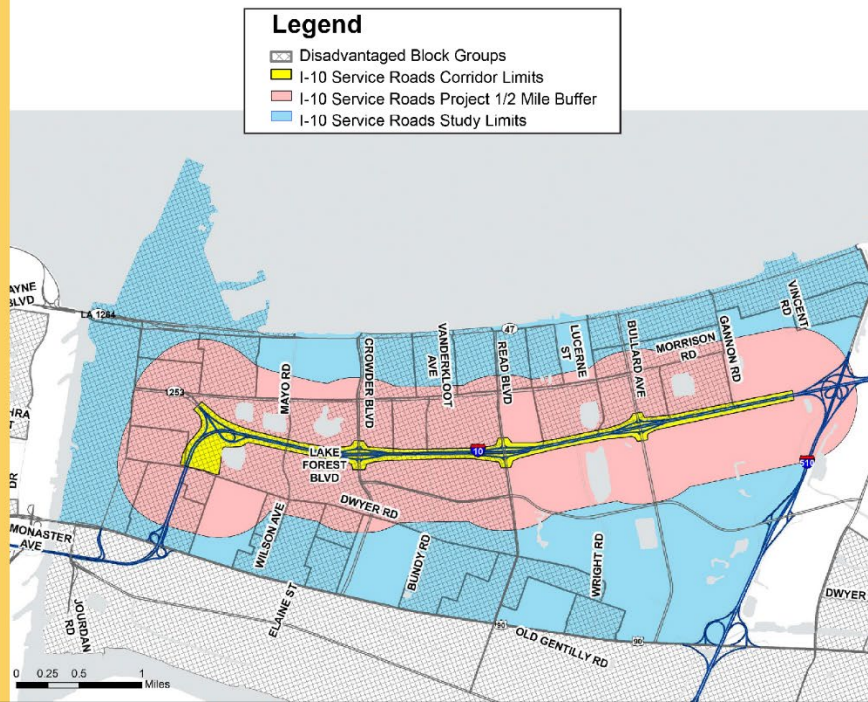 Legend
Disadvantaged Block Groups
I-10 Service Roads Corridor Limits
I-10 Service Roads Project 1/2 Mile Buffer
I-10 Service Roads Study Limits
AYNE
BLVD
LA 1264
47
VINCENT
RD
LUCERNE
ST
VANDERKLOOT
AVE
READ BLVD
BULLARD AVE
GANNON RD
CROWDER BLVD
MORRISON
RD
MAYO RD
1253
HRA
T
LAKE
FOREST
BLVD
10
510
DR
DWYER RD
MONASTER
AVE
WILSON AVE
BUNDY RD
WRIGHT RD
DWYER
ELAINE ST
JOURDAN
RD
90
OLD GENTILLY RD
90
0 0.25 0.5 1
Miles